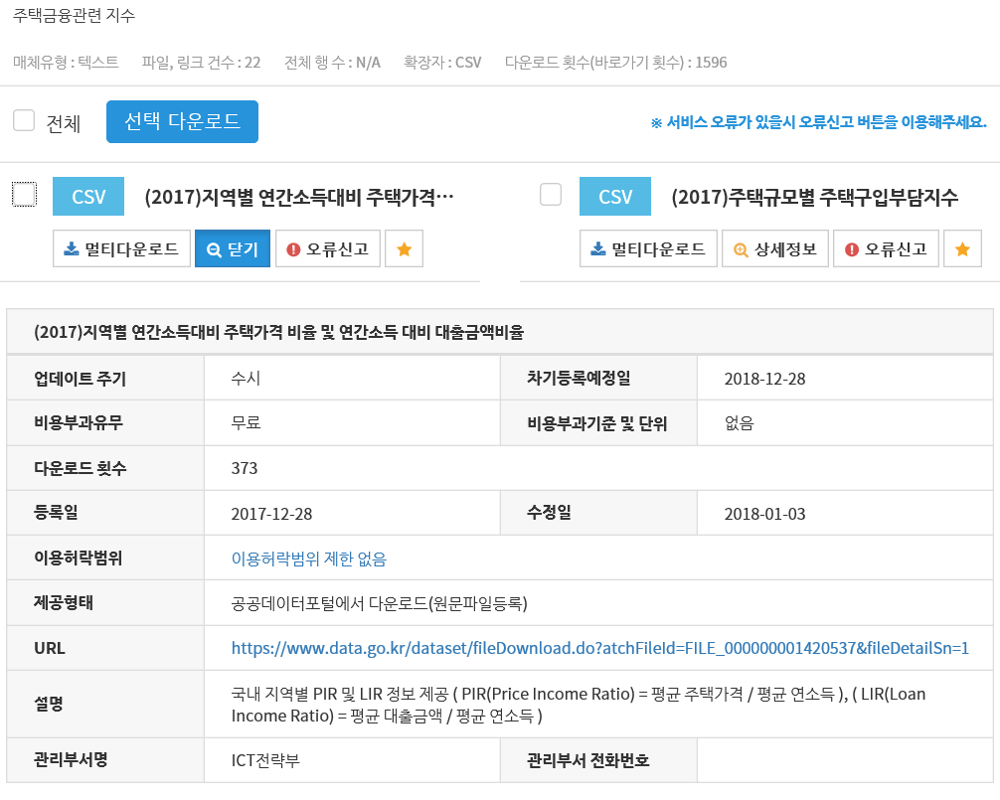 주택금융관련 지수
매체유형 : 텍스트 파일, 링크 건수 : 22 전체 행 수 : N/A 확장자 : CSV 다운로드 횟수(바로가기 횟수) : 1596
전체 선택 다운로드 ※ 서비스 오류가 있을시 오류신고 버튼을 이용해주세요.
CSV (2017)지역별 연간소득대비 주택가격… CSV (2017)주택규모별 주택구입부담지수
멀티다운로드 닫기 오류신고 멀티다운로드 상세정보 오류신고
(2017)지역별 연간소득대비 주택가격 비율 및 연간소득 대비 대출금액비율
업데이트 주기 수시 차기등록예정일 2018-12-28
비용부과유무 무료 비용부과기준 및 단위 없음
다운로드 횟수 373
등록일 2017-12-28 수정일 2018-01-03
이용허락범위 이용허락범위 제한 없음
제공형태 공공데이터포털에서 다운로드(원문파일등록)
URL https://www.data.go.kr/dataset/fileDownload.do?atchFileId=FILE_000000001420537&fileDetailSn=1
설명 국내 지역별 PIR 및 LIR 정보 제공 ( PIR(Price Income Ratio) = 평균 주택가격 / 평균 연소득 ), ( LIR(Loan
Income Ratio) = 평균 대출금액 / 평균 연소득 )
관리부서명 ICT전략부 관리부서 전화번호